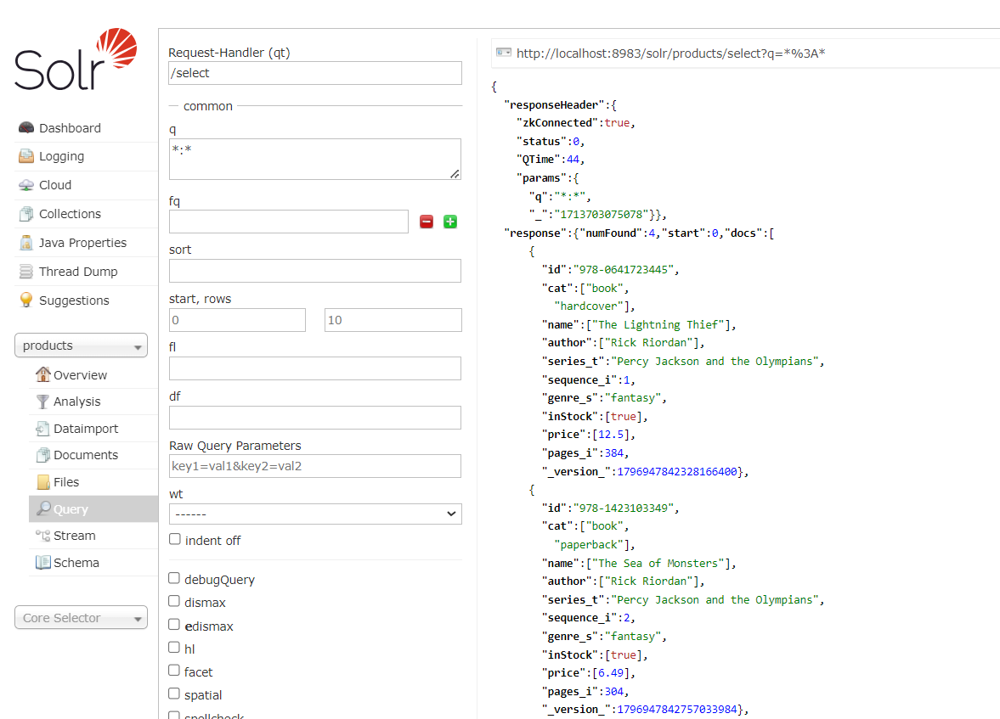 Solr
Dashboard
Logging
Cloud
Collections
Java Properties
Thread Dump
Suggestions
products
Overview
Analysis
Dataimport
Documents
Files
Query
Stream
Schema
Core Selector
Request-Handler (qt)
/select
common
q
*:*
fq
sort
start, rows
0 10
fl
df
Raw Query Parameters
key1=val1&key2=val2
wt
------
indent off
debugQuery
dismax
edismax
hl
facet
spatial
spellcheck
http://localhost:8983/solr/products/select?q=*%3A*
{
"responseHeader":{
"zkConnected":true,
"status":0,
"QTime":44,
"params":{
"q":"*:*",
"_":"1713703075078"}},
"response":{"numFound":4,"start":0,"docs":[
{
"id":"978-0641723445",
"cat":["book",
"hardcover"],
"name":["The Lightning Thief"],
"author":["Rick Riordan"],
"series_t":"Percy Jackson and the Olympians",
"sequence_i":1,
"genre_s":"fantasy",
"inStock":[true],
"price":[12.5],
"pages_i":384,
"_version_":1796947842328166400},
{
"id":"978-1423103349",
"cat":["book",
"paperback"],
"name":["The Sea of Monsters"],
"author":["Rick Riordan"],
"series_t":"Percy Jackson and the Olympians",
"sequence_i":2,
"genre_s":"fantasy",
"inStock":[true],
"price":[6.49],
"pages_i":304,
"_version_":1796947842757033984},